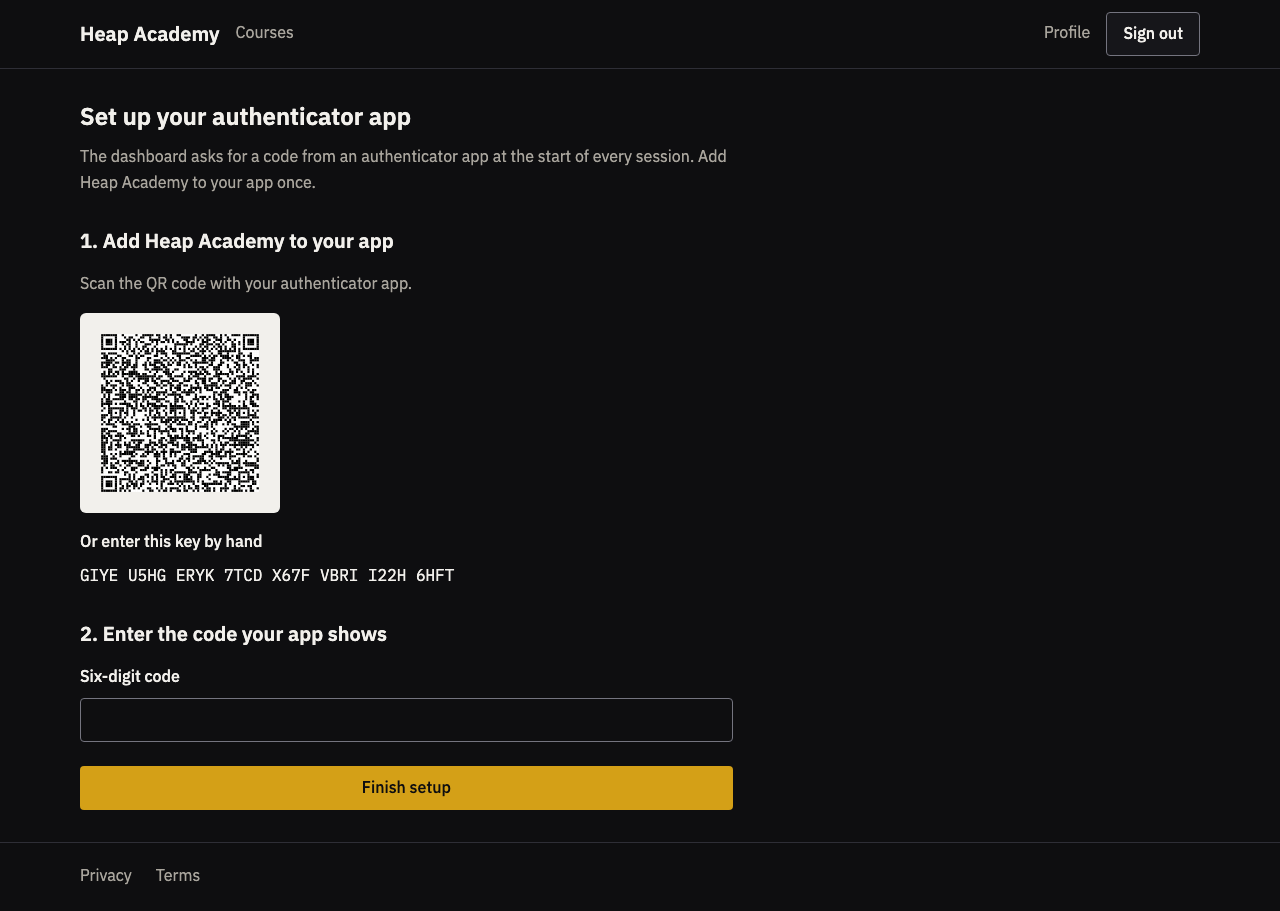 Heap Academy Courses Profile Sign out
Set up your authenticator app
The dashboard asks for a code from an authenticator app at the start of every session. Add
Heap Academy to your app once.
1. Add Heap Academy to your app
Scan the QR code with your authenticator app.
Or enter this key by hand
GIYE U5HG ERYK 7TCD X67F VBRI I22H 6HFT
2. Enter the code your app shows
Six-digit code
Finish setup
Privacy Terms